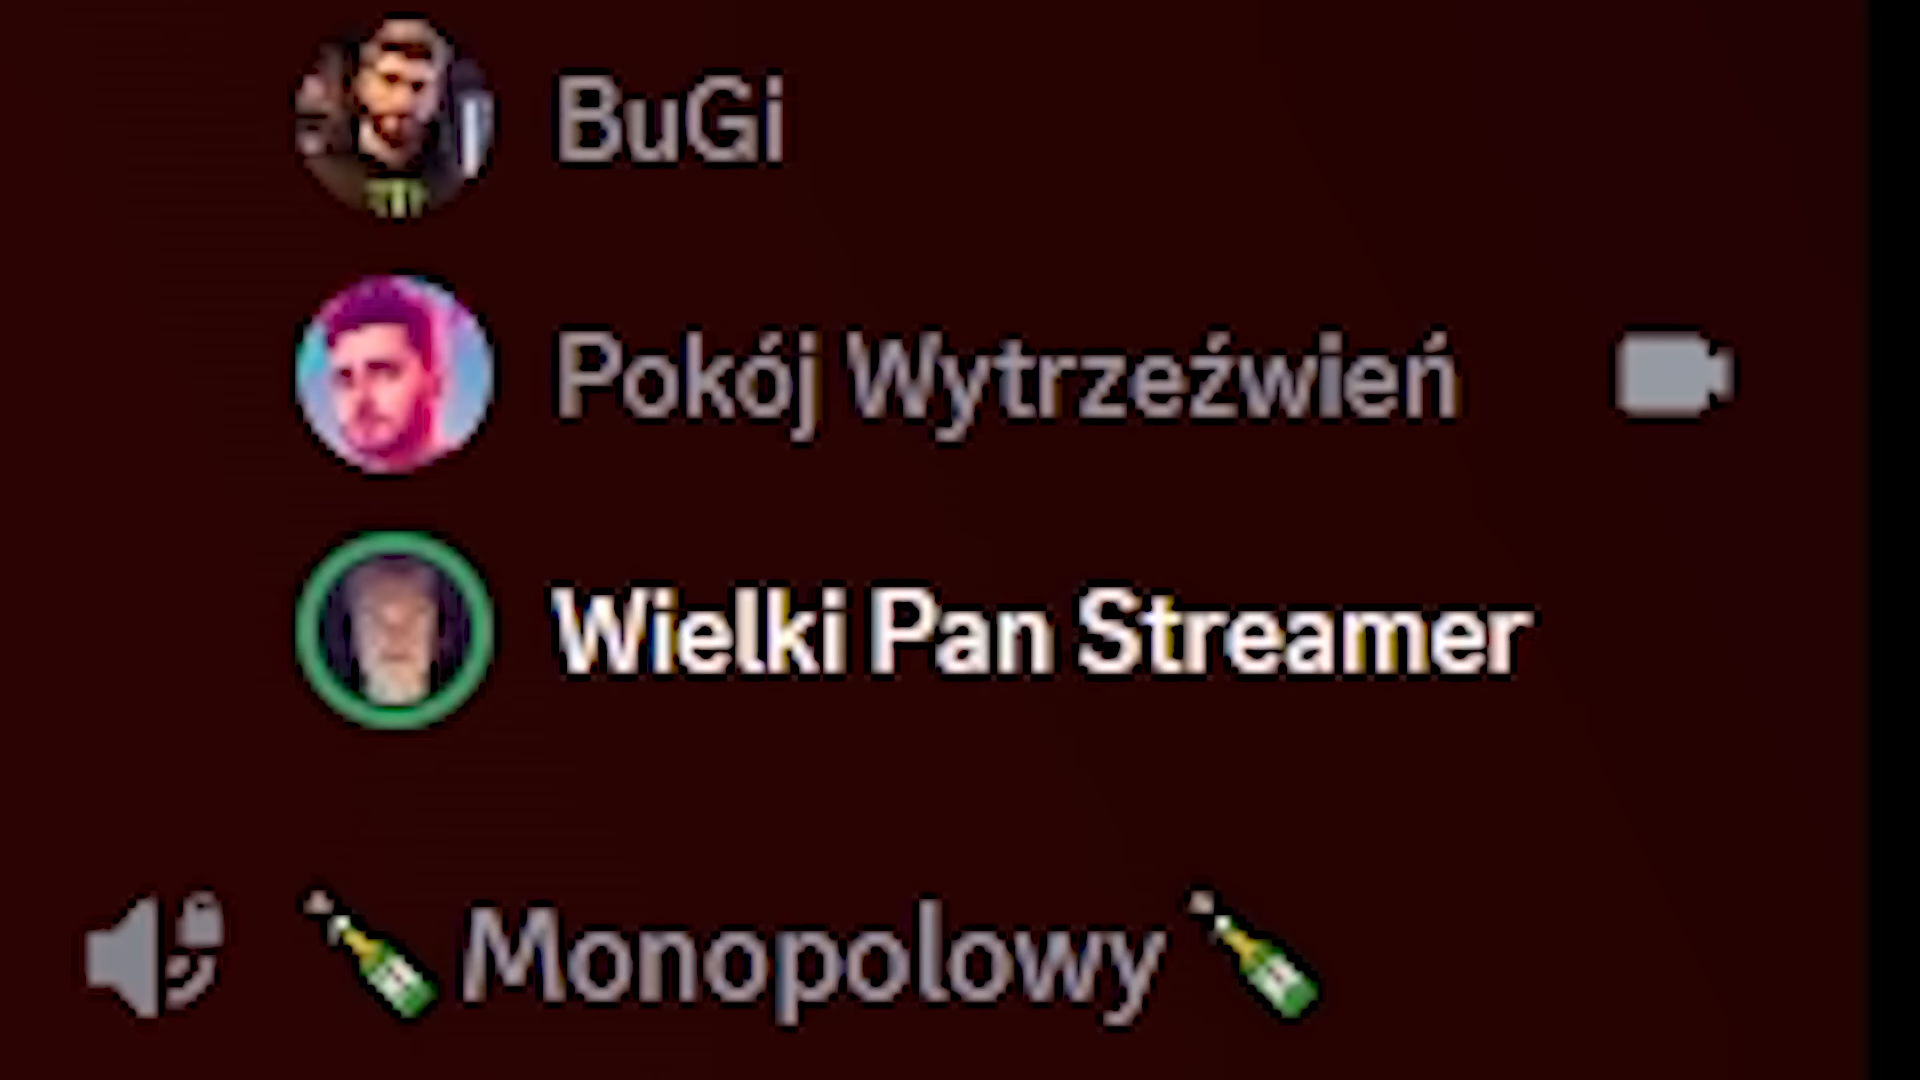 BuGi
Pokój Wytrzeźwień
Wielki Pan Streamer
🍾 Monopolowy 🍾